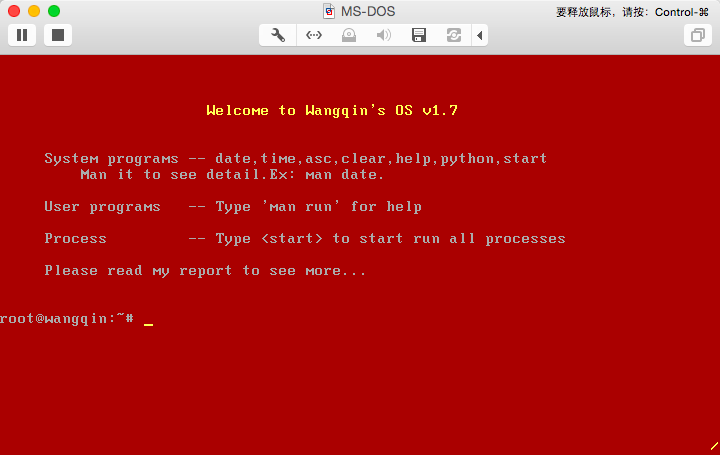 MS-DOS
要释放鼠标，请按：Control-⌘
Welcome to Wangqin's OS v1.7
System programs -- date,time,asc,clear,help,python,start
Man it to see detail.Ex: man date.
User programs -- Type 'man run' for help
Process -- Type <start> to start run all processes
Please read my report to see more...
root@wangqin:~# _